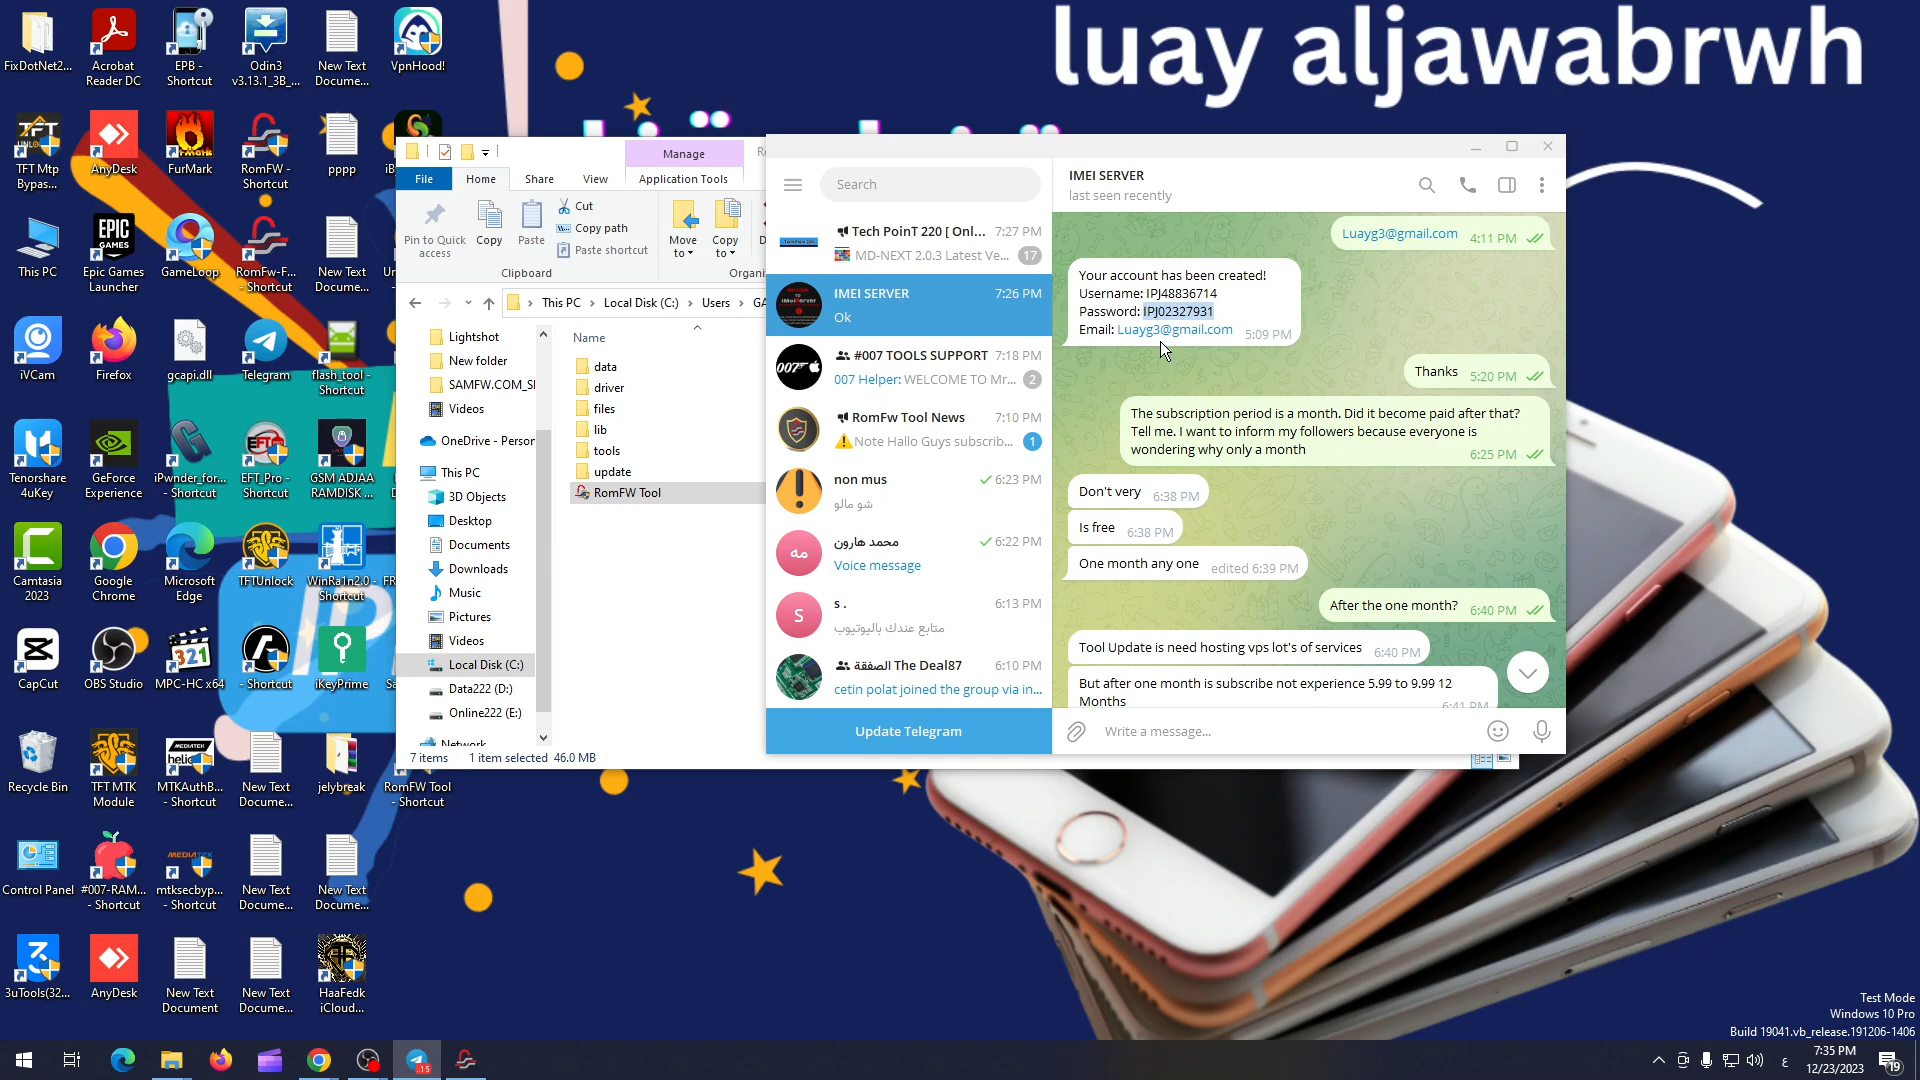 luay aljawabrwh
FixDotNet2...
Acrobat
Reader DC
EPB -
Shortcut
Odin3
v3.13.1_3B_...
New Text
Docume...
VpnHood!
TFT Mtp
Bypas...
AnyDesk
FurMark
RomFW -
Shortcut
pppp
This PC
Epic Games
Launcher
GameLoop
RomFw-F...
- Shortcut
New Text
Docume...
iVCam
Firefox
gcapi.dll
Telegram
flash_tool -
Shortcut
Tenorshare
4uKey
GeForce
Experience
iPwnder_for...
- Shortcut
EFT_Pro -
Shortcut
GSM ADJAA
RAMDISK ...
Camtasia
2023
Google
Chrome
Microsoft
Edge
TFTUnlock
WinRa1n2.0 -
Shortcut
CapCut
OBS Studio
MPC-HC x64
- Shortcut
iKeyPrime
Recycle Bin
TFT MTK
Module
MTKAuthB...
- Shortcut
New Text
Docume...
jelybreak
RomFW Tool
- Shortcut
Control Panel
#007-RAM...
- Shortcut
mtksecbyp...
- Shortcut
New Text
Docume...
New Text
Docume...
3uTools(32...
AnyDesk
New Text
Document
New Text
Docume...
HaaFedk
iCloud...
Manage
File
Home
Share
View
Application Tools
Pin to Quick
access
Copy
Paste
Cut
Copy path
Paste shortcut
Move
to
Copy
to
Clipboard
Organi
This PC
Local Disk (C:)
Users
GA
Lightshot
New folder
SAMFW.COM_SI
Videos
OneDrive - Person
This PC
3D Objects
Desktop
Documents
Downloads
Music
Pictures
Videos
Local Disk (C:)
Data222 (D:)
Online222 (E:)
Network
Name
data
driver
files
lib
tools
update
RomFW Tool
7 items
1 item selected 46.0 MB
Search
Tech PoinT 220 [ Onl... 7:27 PM
MD-NEXT 2.0.3 Latest Ve... 17
IMEI SERVER 7:26 PM
Ok
#007 TOOLS SUPPORT 7:18 PM
007 Helper: WELCOME TO Mr... 2
RomFw Tool News 7:10 PM
Note Hallo Guys subscrib... 1
non mus 6:23 PM
شو مالو
محمد هارون 6:22 PM
Voice message
s . 6:13 PM
متابع عندك باليوتيوب
الصفقة The Deal87 6:10 PM
cetin polat joined the group via in...
Update Telegram
IMEI SERVER
last seen recently
Luayg3@gmail.com 4:11 PM
Your account has been created!
Username: IPJ48836714
Password: IPJ02327931
Email: Luayg3@gmail.com 5:09 PM
Thanks 5:20 PM
The subscription period is a month. Did it become paid after that?
Tell me. I want to inform my followers because everyone is
wondering why only a month 6:25 PM
Don't very 6:38 PM
Is free 6:38 PM
One month any one edited 6:39 PM
After the one month? 6:40 PM
Tool Update is need hosting vps lot's of services 6:40 PM
But after one month is subscribe not experience 5.99 to 9.99 12
Months 6:41 PM
Write a message...
Test Mode
Windows 10 Pro
Build 19041.vb_release.191206-1406
7:35 PM
12/23/2023
ع
19